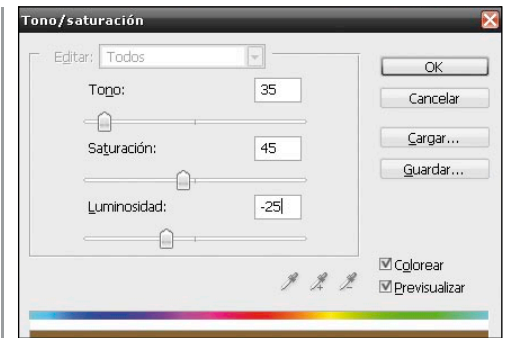 Tono/saturación
Editar: Todos
Tono: 35
Saturación: 45
Luminosidad: -25
OK
Cancelar
Cargar...
Guardar...
Colorear
Previsualizar